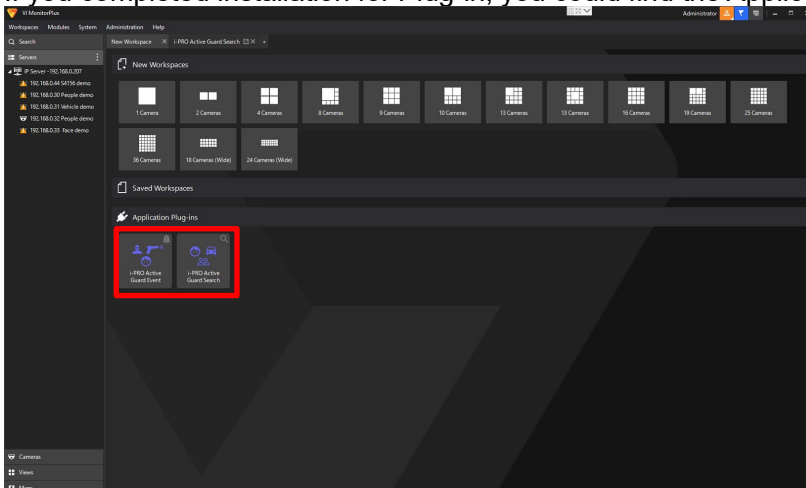 If you completed installation for Plug-in, you could find the Applic
VI MonitorPlus
Administrator
Workspaces Modules System Administration Help
Search
New Workspace i-PRO Active Guard Search
Servers
New Workspaces
IP Server -192.168.0.207
192.168.0.44 S4156 demo
192.168.0.30 People demo
192.168.0.31 Vehicle demo
192.168.0.32 People demo
192.168.0.33 Face demo
1 Camera
2 Cameras
4 Cameras
8 Cameras
9 Cameras
10 Cameras
13 Cameras
13 Cameras
16 Cameras
19 Cameras
25 Cameras
36 Cameras
18 Cameras (Wide)
24 Cameras (Wide)
Saved Workspaces
Application Plug-ins
i-PRO Active
Guard Event
i-PRO Active
Guard Search
Cameras
Views
Maps